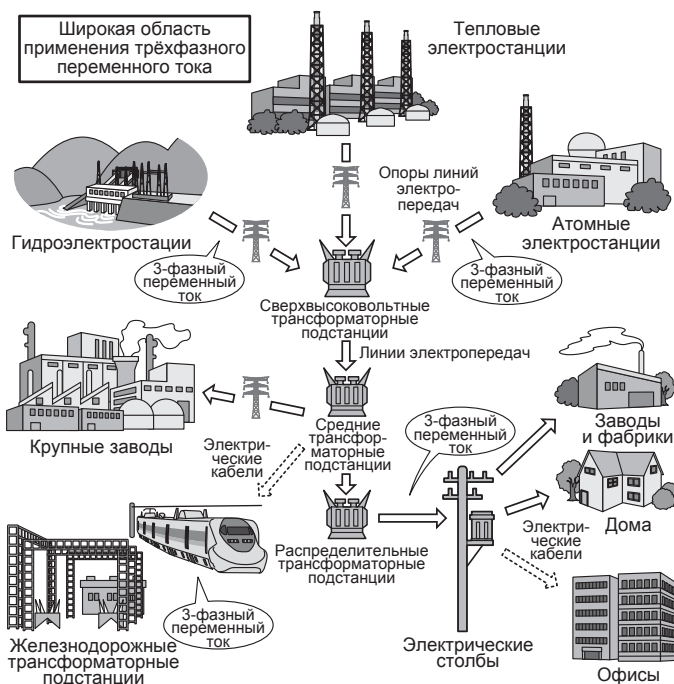 Широкая область
применения трёхфазного
переменного тока
Тепловые
электростанции
Опоры линий
электро-
передач
Гидроэлектростации
Атомные
электростанции
3-фазный
переменный
ток
3-фазный
переменный
ток
Сверхвысоковольтные
трансформаторные
подстанции
Линии электропередач
Крупные заводы
Электри-
ческие
кабели
Средние
трансфор-
маторные
подстанции
3-фазный
переменный
ток
Заводы
и фабрики
Дома
Электри-
ческие
кабели
Распределительные
трансформаторные
подстанции
3-фазный
переменный
ток
Железнодорожные
трансформаторные
подстанции
Электрические
столбы
Офисы